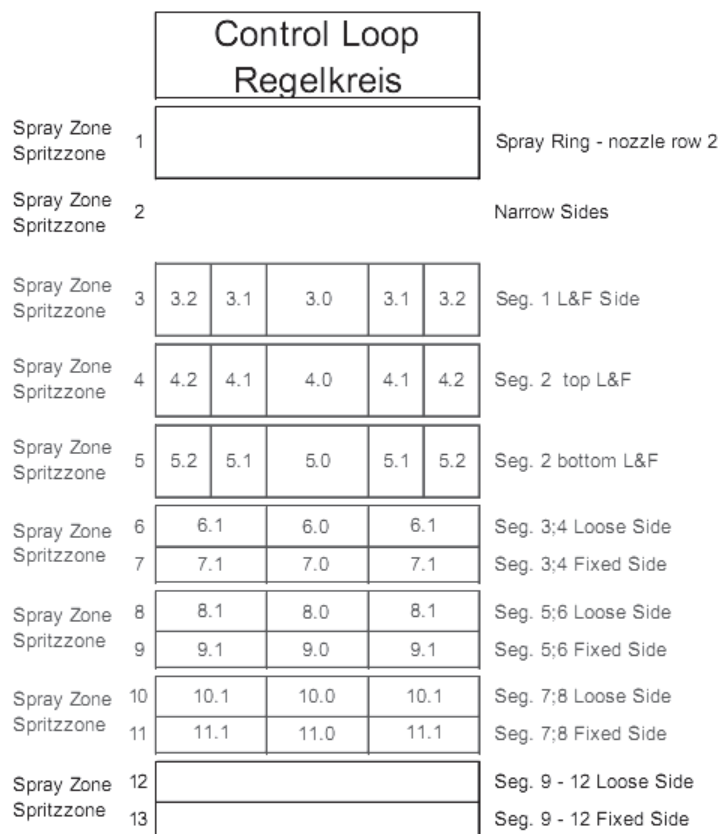 Control Loop
Regelkreis
Spray Zone
Spritzzone
1
Spray Ring - nozzle row 2
Spray Zone
Spritzzone
2
Narrow Sides
Spray Zone
Spritzzone
3
3.2 3.1 3.0 3.1 3.2
Seg. 1 L&F Side
Spray Zone
Spritzzone
4
4.2 4.1 4.0 4.1 4.2
Seg. 2 top L&F
Spray Zone
Spritzzone
5
5.2 5.1 5.0 5.1 5.2
Seg. 2 bottom L&F
Spray Zone
Spritzzone
6 6.1 6.0 6.1 Seg. 3;4 Loose Side
7 7.1 7.0 7.1 Seg. 3;4 Fixed Side
Spray Zone
Spritzzone
8 8.1 8.0 8.1 Seg. 5;6 Loose Side
9 9.1 9.0 9.1 Seg. 5;6 Fixed Side
Spray Zone
Spritzzone
10 10.1 10.0 10.1 Seg. 7;8 Loose Side
11 11.1 11.0 11.1 Seg. 7;8 Fixed Side
Spray Zone
Spritzzone
12 Seg. 9 - 12 Loose Side
13 Seg. 9 - 12 Fixed Side